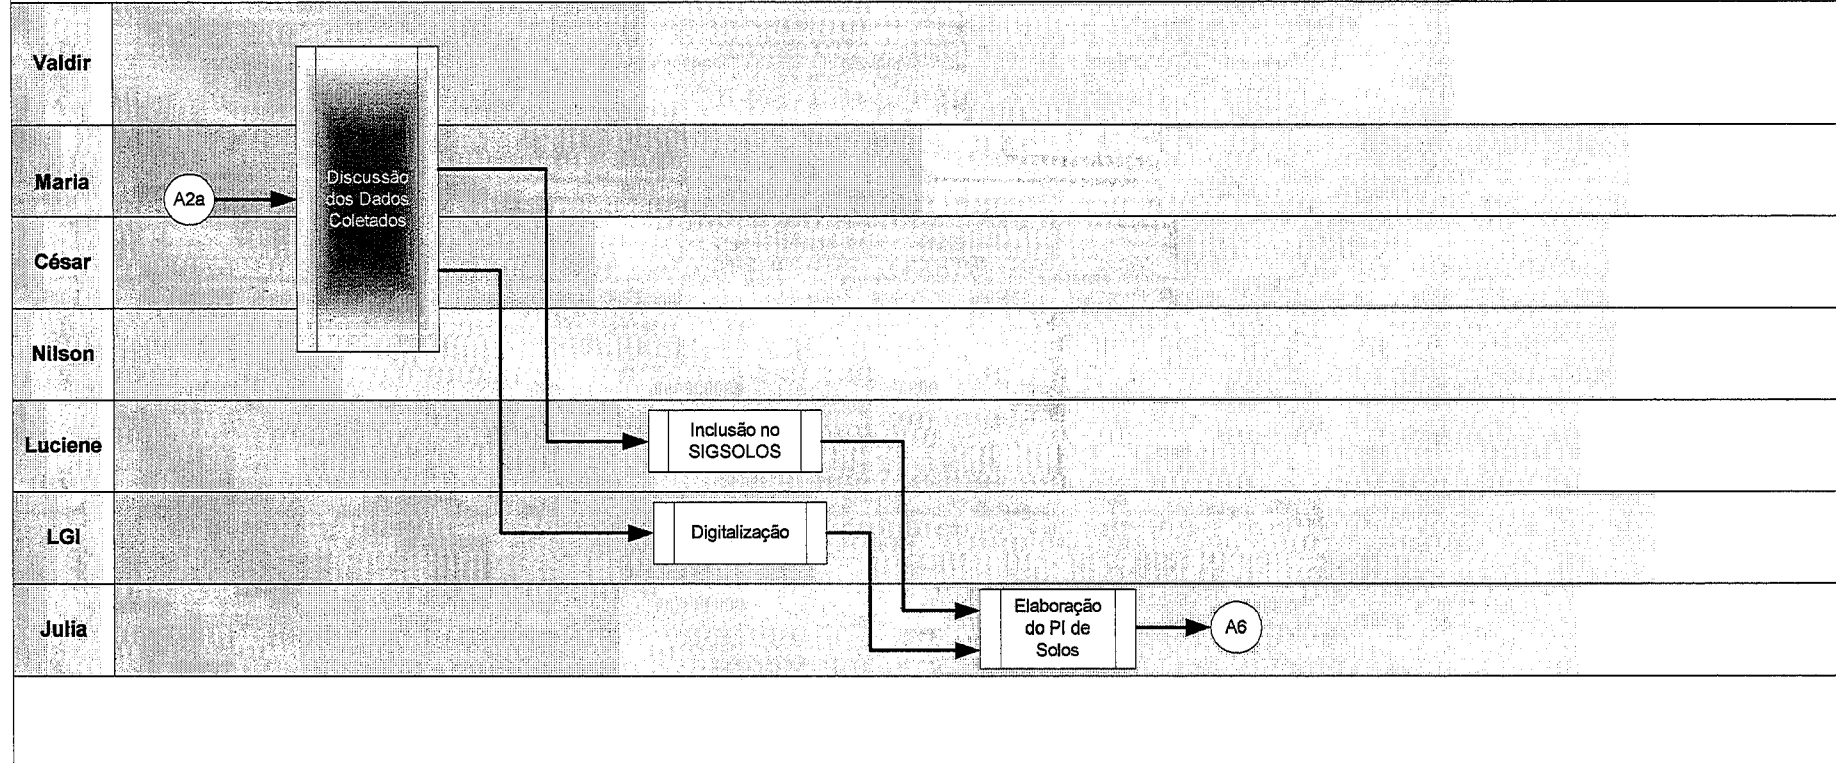 Valdir
Maria
A2a
Discussão
dos Dados
Coletados
César
Nilson
Luciene
Inclusão no
SIGSOLOS
LGI
Digitalização
Julia
Elaboração
do PI de
Solos
A6